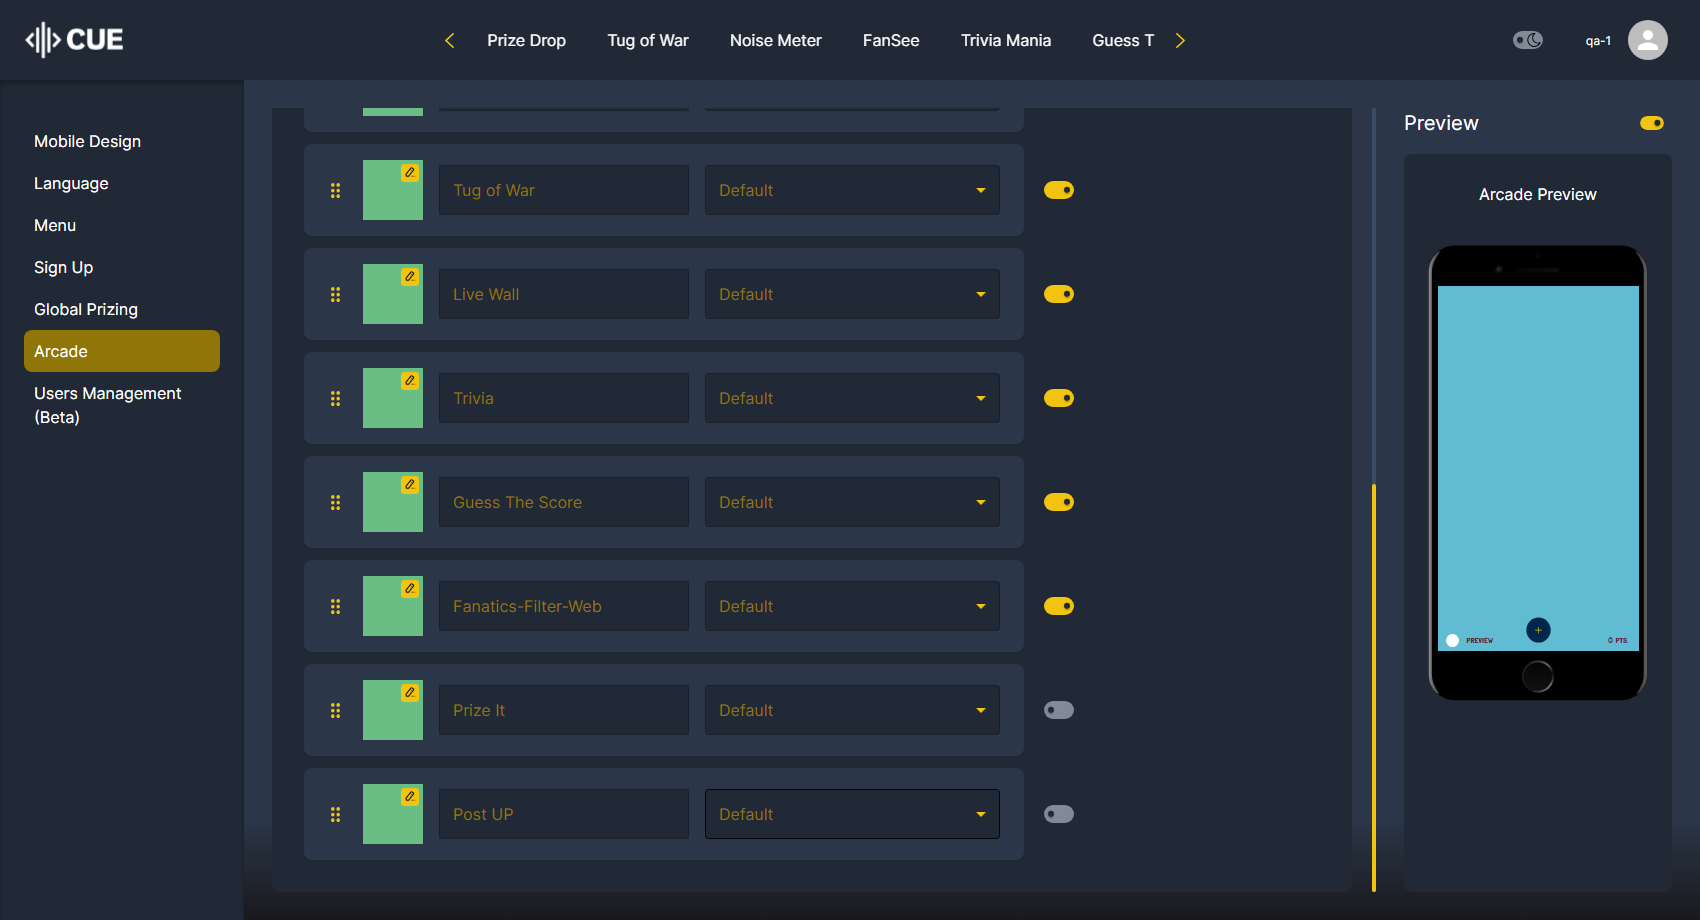 CUE
Prize Drop
Tug of War
Noise Meter
FanSee
Trivia Mania
Guess T
qa-1
Mobile Design
Language
Menu
Sign Up
Global Prizing
Arcade
Users Management
(Beta)
Tug of War
Default
Live Wall
Default
Trivia
Default
Guess The Score
Default
Fanatics-Filter-Web
Default
Prize It
Default
Post UP
Default
Preview
Arcade Preview
PREVIEW
0 PTS.